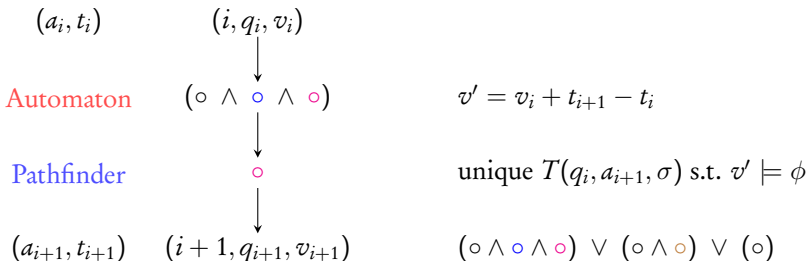 (a_i, t_i) (i, q_i, v_i)
Automaton (∘ ∧ ∘ ∧ ∘) v′ = v_i + t_{i+1} − t_i
Pathfinder ∘ unique T(q_i, a_{i+1}, σ) s.t. v′ ⊨ ϕ
(a_{i+1}, t_{i+1}) (i + 1, q_{i+1}, v_{i+1}) (∘ ∧ ∘ ∧ ∘) ∨ (∘ ∧ ∘) ∨ (∘)